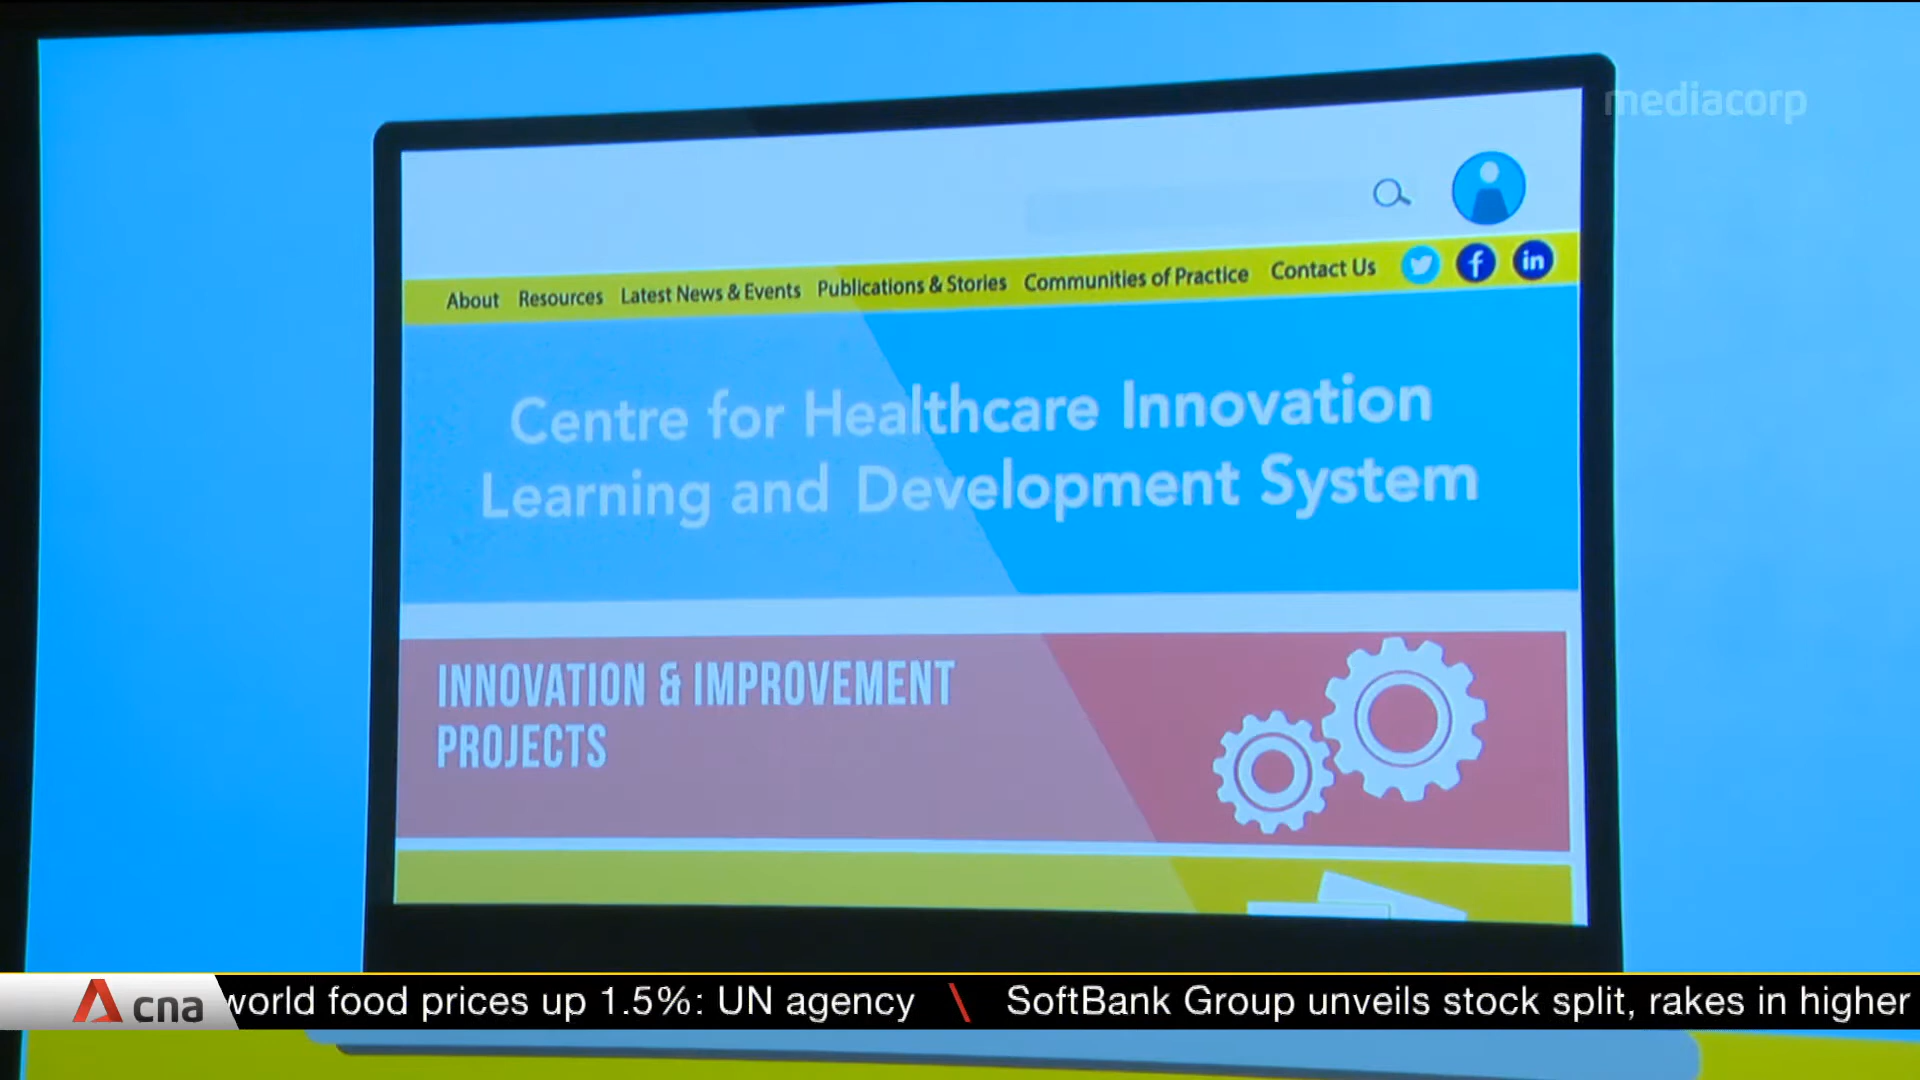 mediacorp
About Resources Latest News & Events Publications & Stories Communities of Practice Contact Us
Centre for Healthcare Innovation
Learning and Development System
INNOVATION & IMPROVEMENT
PROJECTS
cna world food prices up 1.5%: UN agency \ SoftBank Group unveils stock split, rakes in higher